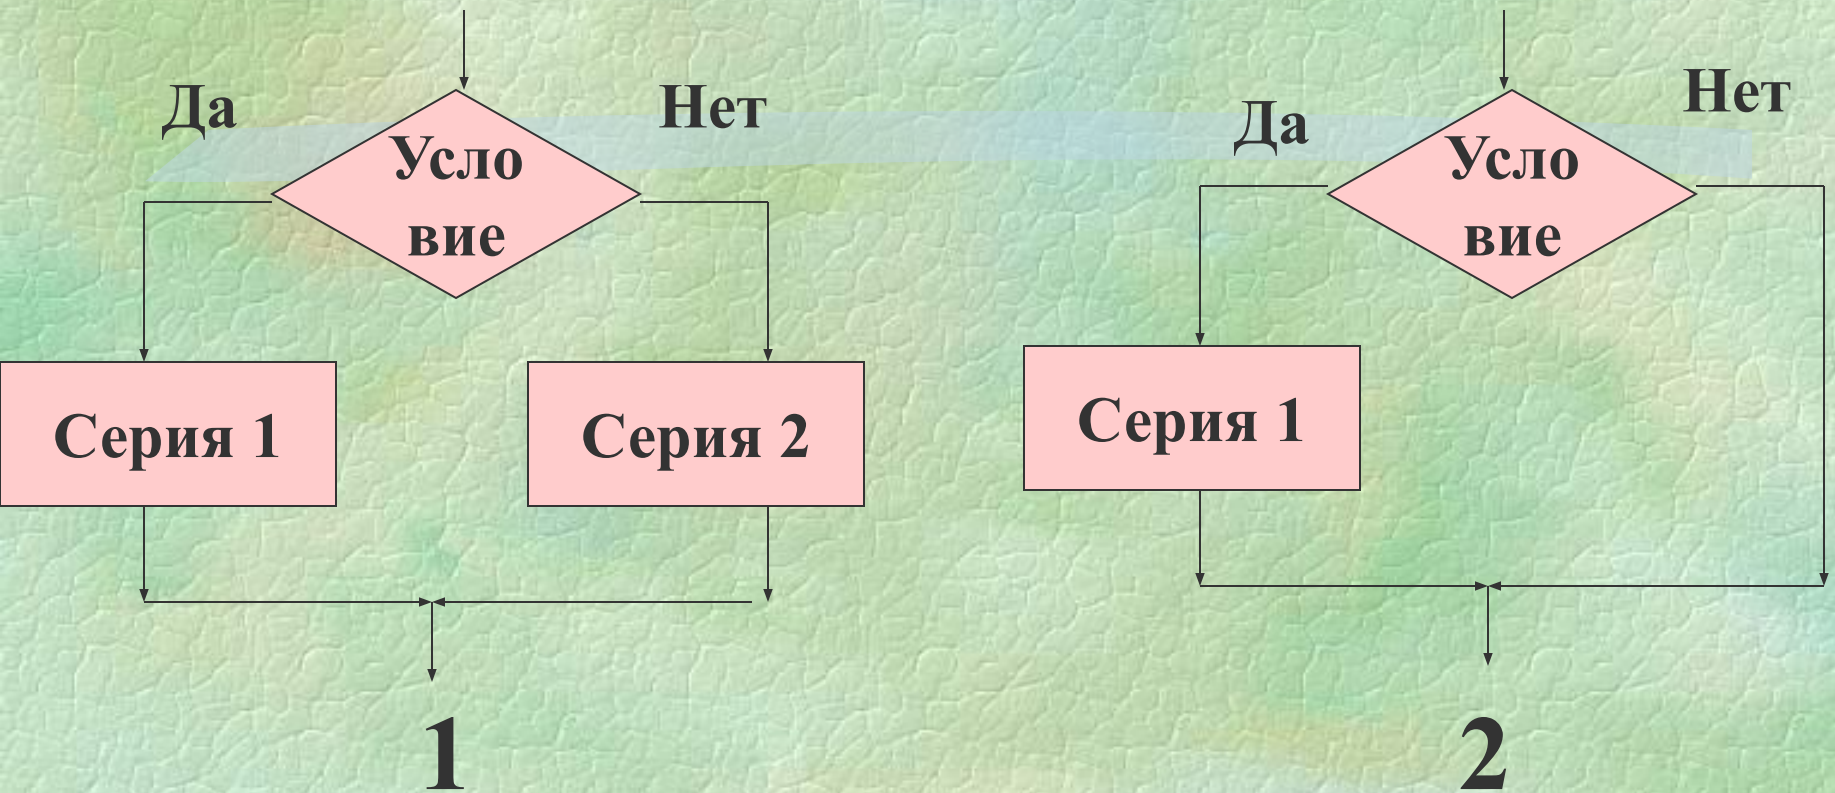 Да
Нет
Усло
вие
Серия 1
Серия 2
1
Да
Нет
Усло
вие
Серия 1
2